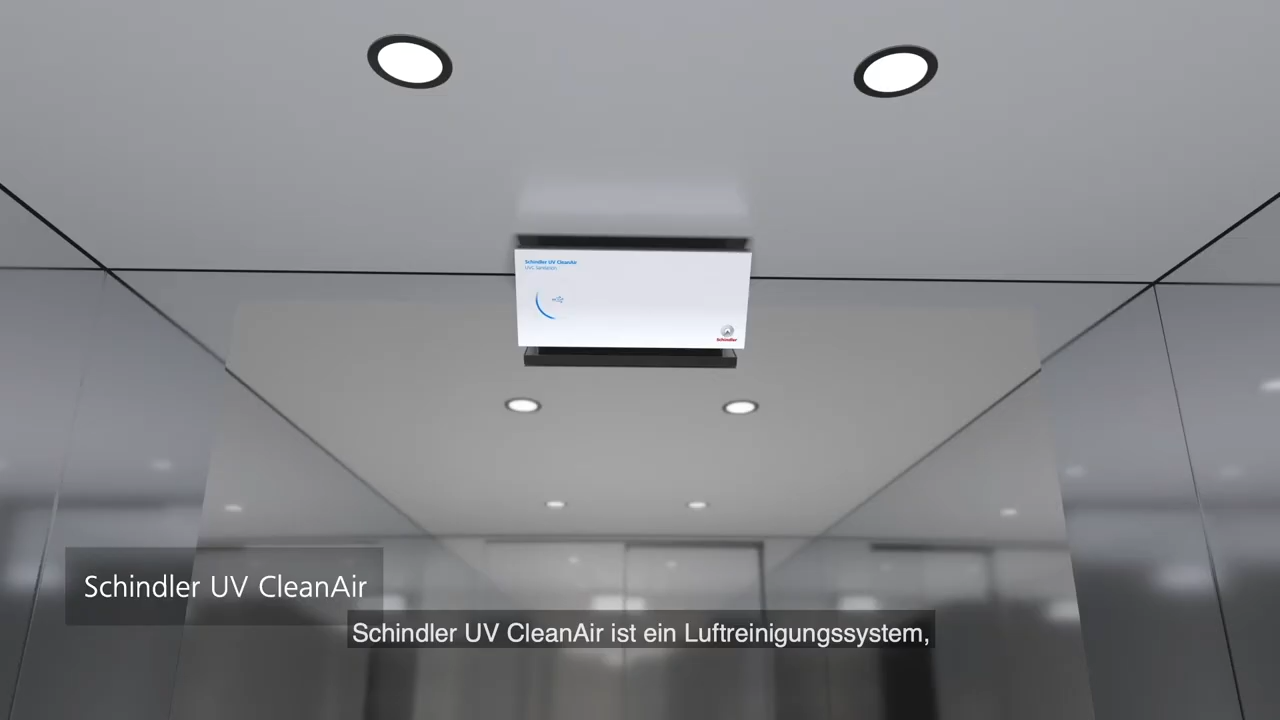 Schindler UV CleanAir
UVC Sanitation
Schindler
Schindler UV CleanAir
Schindler UV CleanAir ist ein Luftreinigungssystem,